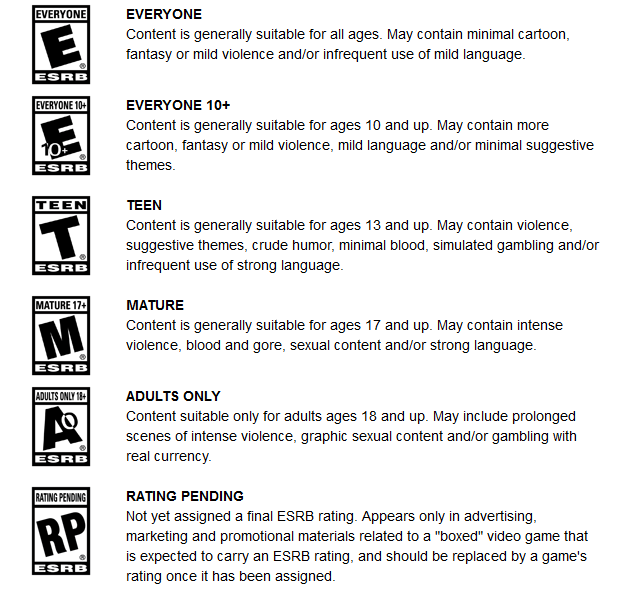 EVERYONE
E
®
ESRB
EVERYONE
Content is generally suitable for all ages. May contain minimal cartoon,
fantasy or mild violence and/or infrequent use of mild language.
EVERYONE 10+
E
10+
®
ESRB
EVERYONE 10+
Content is generally suitable for ages 10 and up. May contain more
cartoon, fantasy or mild violence, mild language and/or minimal suggestive
themes.
TEEN
T
®
ESRB
TEEN
Content is generally suitable for ages 13 and up. May contain violence,
suggestive themes, crude humor, minimal blood, simulated gambling and/or
infrequent use of strong language.
MATURE 17+
M
®
ESRB
MATURE
Content is generally suitable for ages 17 and up. May contain intense
violence, blood and gore, sexual content and/or strong language.
ADULTS ONLY 18+
AO
®
ESRB
ADULTS ONLY
Content suitable only for adults ages 18 and up. May include prolonged
scenes of intense violence, graphic sexual content and/or gambling with
real currency.
RATING PENDING
RP
®
ESRB
RATING PENDING
Not yet assigned a final ESRB rating. Appears only in advertising,
marketing and promotional materials related to a "boxed" video game that
is expected to carry an ESRB rating, and should be replaced by a game's
rating once it has been assigned.